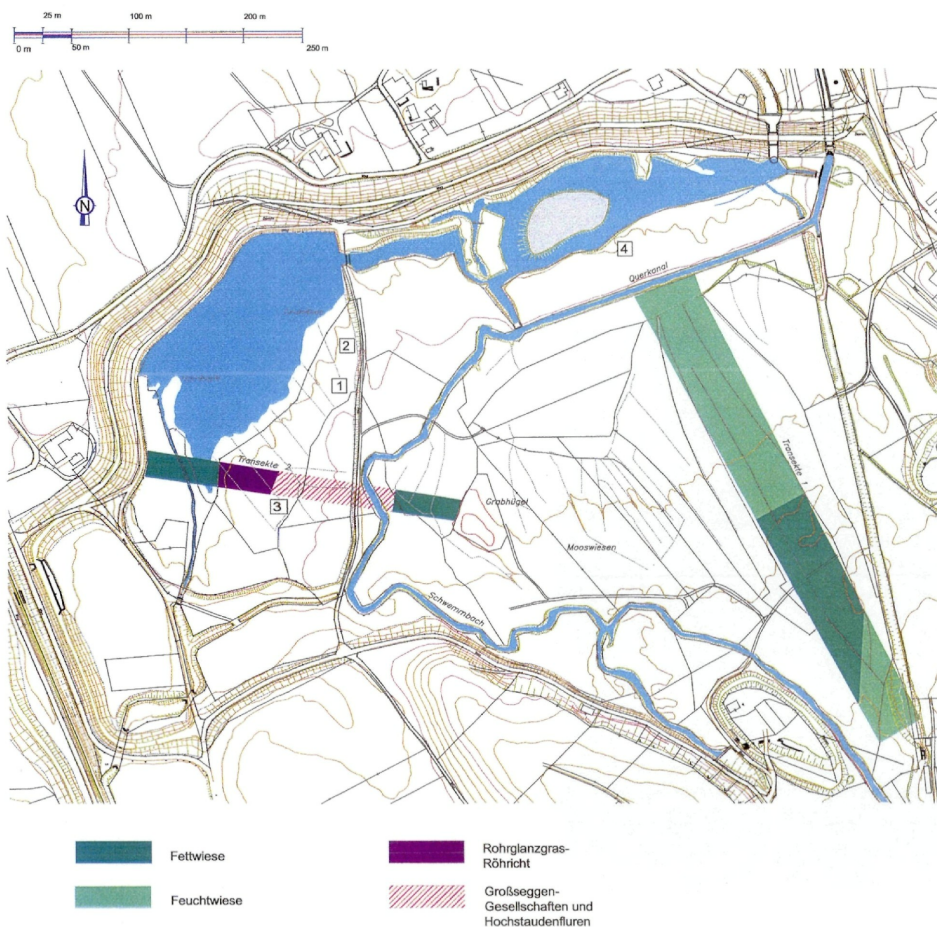 25 m 100 m 200 m
0 m 50 m 250 m
N
4
Querkanal
2
1
Transekte 2
Transekte 1
3
Grabhügel
Mooswiesen
Schwemmbach
Fettwiese
Rohrglanzgras-
Röhricht
Feuchtwiese
Großseggen-
Gesellschaften und
Hochstaudenfluren